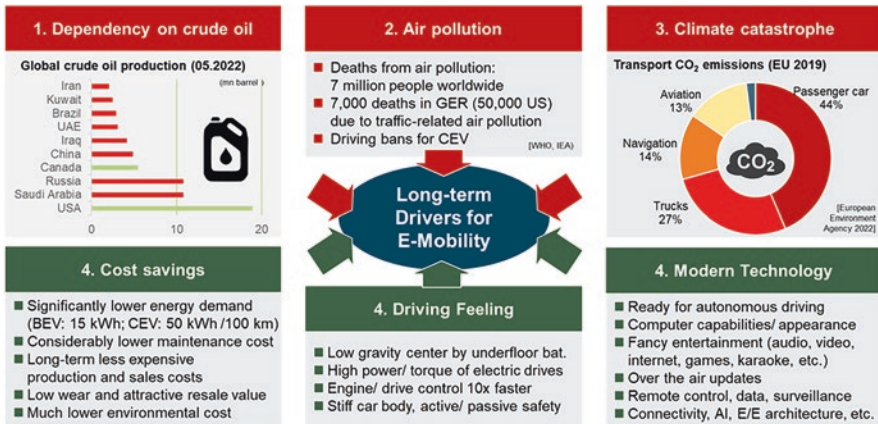 1. Dependency on crude oil
Global crude oil production (05.2022)
(mn barrel)
Iran
Kuwait
Brazil
UAE
Iraq
China
Canada
Russia
Saudi Arabia
USA
0 10 20
2. Air pollution
Deaths from air pollution:
7 million people worldwide
7,000 deaths in GER (50,000 US)
due to traffic-related air pollution
Driving bans for CEV
[WHO, IEA)
3. Climate catastrophe
Transport CO₂ emissions (EU 2019)
Passenger car
44%
Aviation
13%
Navigation
14%
CO₂
Trucks
27%
[European
Environment
Agency 2022]
Long-term
Drivers for
E-Mobility
4. Cost savings
Significantly lower energy demand
(BEV: 15 kWh; CEV: 50 kWh /100 km)
Considerably lower maintenance cost
Long-term less expensive
production and sales costs
Low wear and attractive resale value
Much lower environmental cost
4. Driving Feeling
Low gravity center by underfloor bat.
High power/ torque of electric drives
Engine/ drive control 10x faster
Stiff car body, active/ passive safety
4. Modern Technology
Ready for autonomous driving
Computer capabilities/ appearance
Fancy entertainment (audio, video,
internet, games, karaoke, etc.)
Over the air updates
Remote control, data, surveillance
Connectivity, AI, E/E architecture, etc.